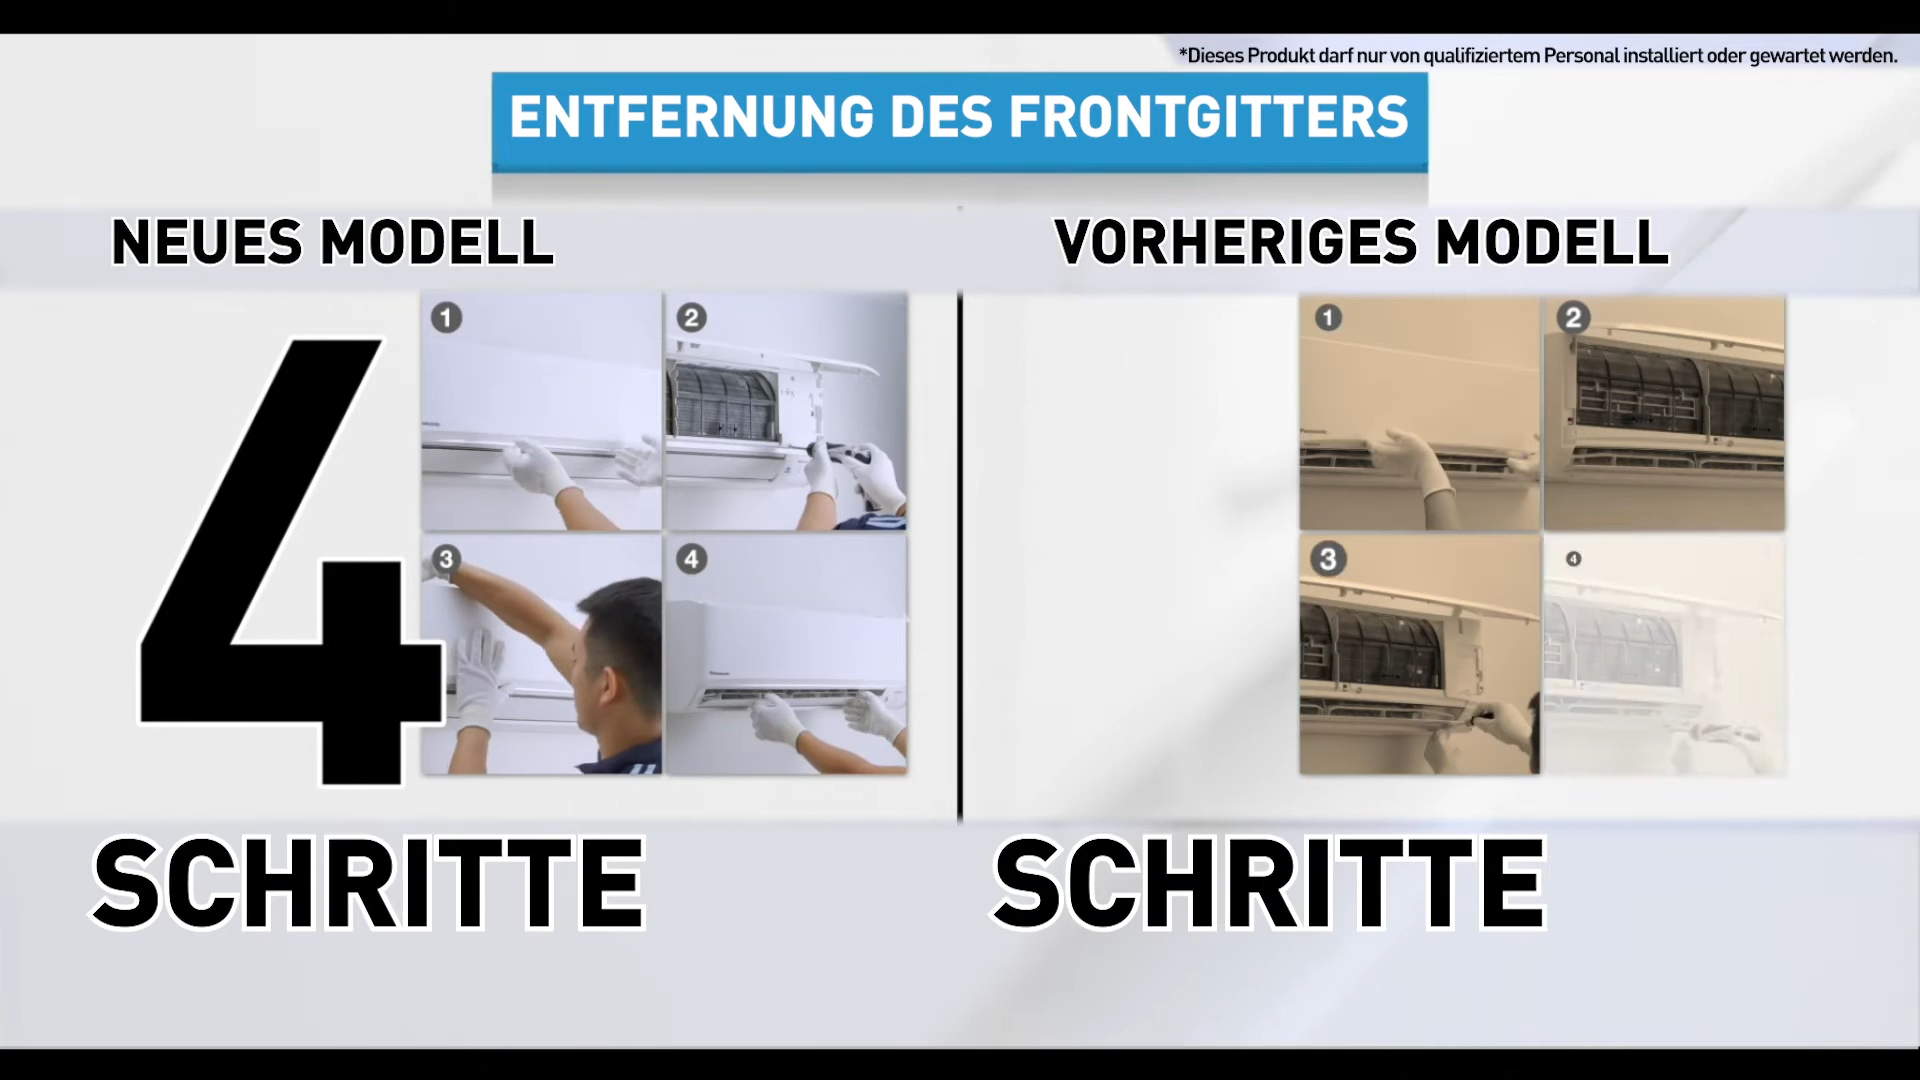 *Dieses Produkt darf nur von qualifiziertem Personal installiert oder gewartet werden.
ENTFERNUNG DES FRONTGITTERS
NEUES MODELL
VORHERIGES MODELL
1
2
3
4
1
2
3
4
4
SCHRITTE
SCHRITTE